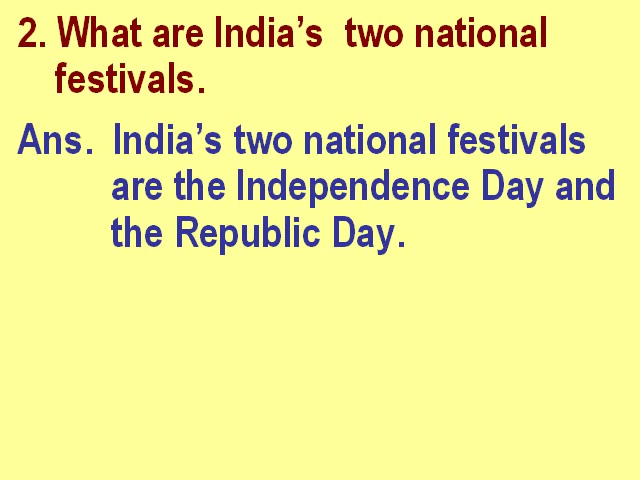 2. What are India’s  two national
festivals.
Ans.  India’s two national festivals
are the Independence Day and
the Republic Day.